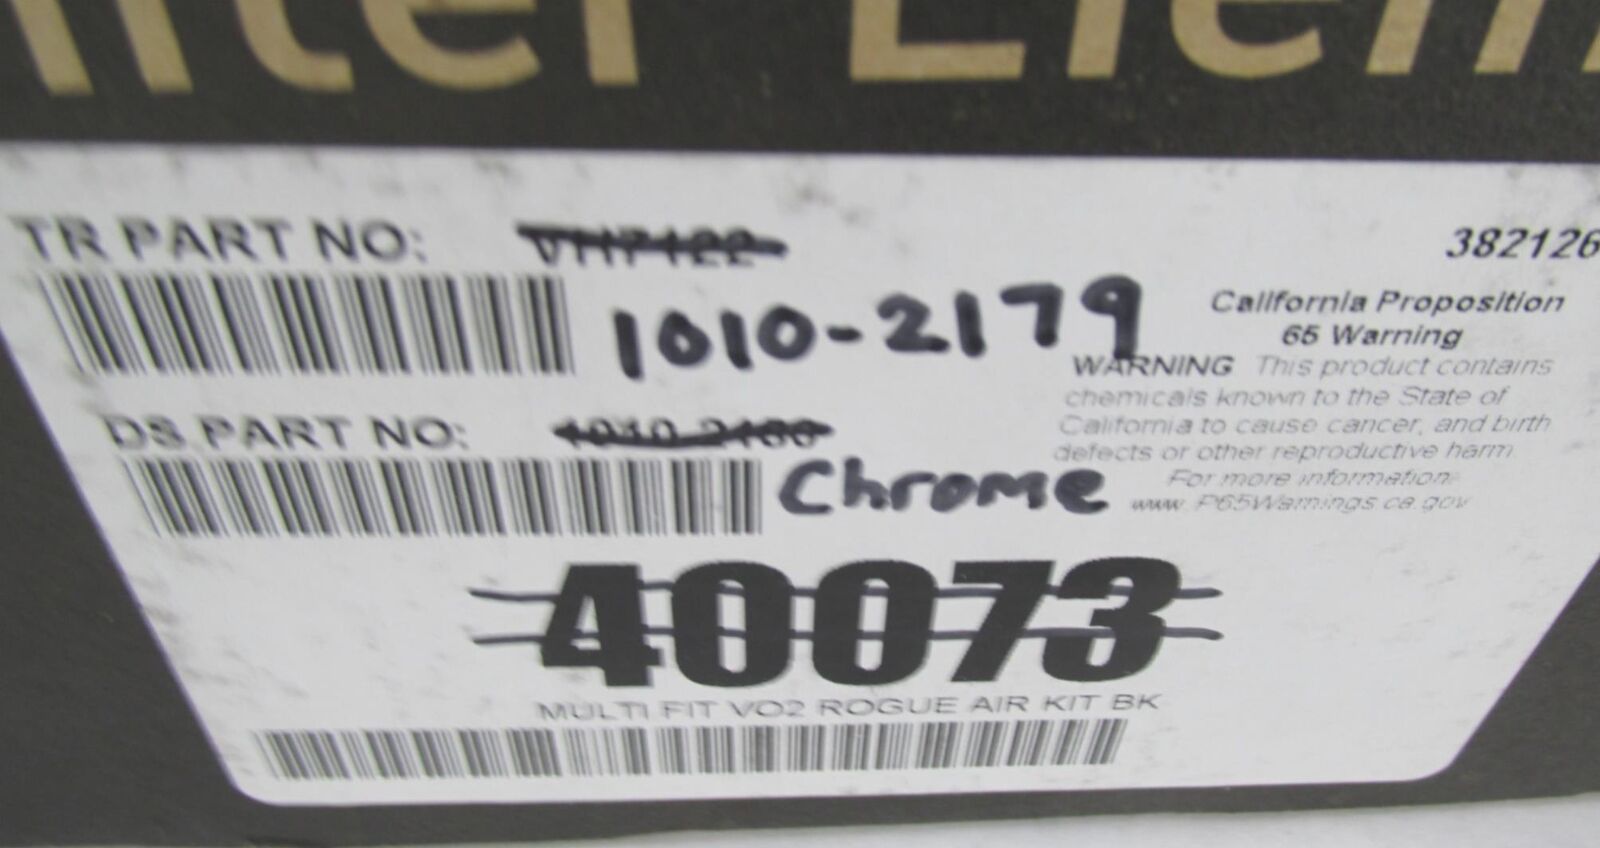 TR PART NO:
382126
1010-2179
California Proposition
65 Warning
WARNING This product contains
chemicals known to the State of
California to cause cancer, and birth
defects or other reproductive harm.
For more information:
www.P65Warnings.ca.gov
DS PART NO:
Chrome
40073
MULTI FIT VO2 ROGUE AIR KIT BK